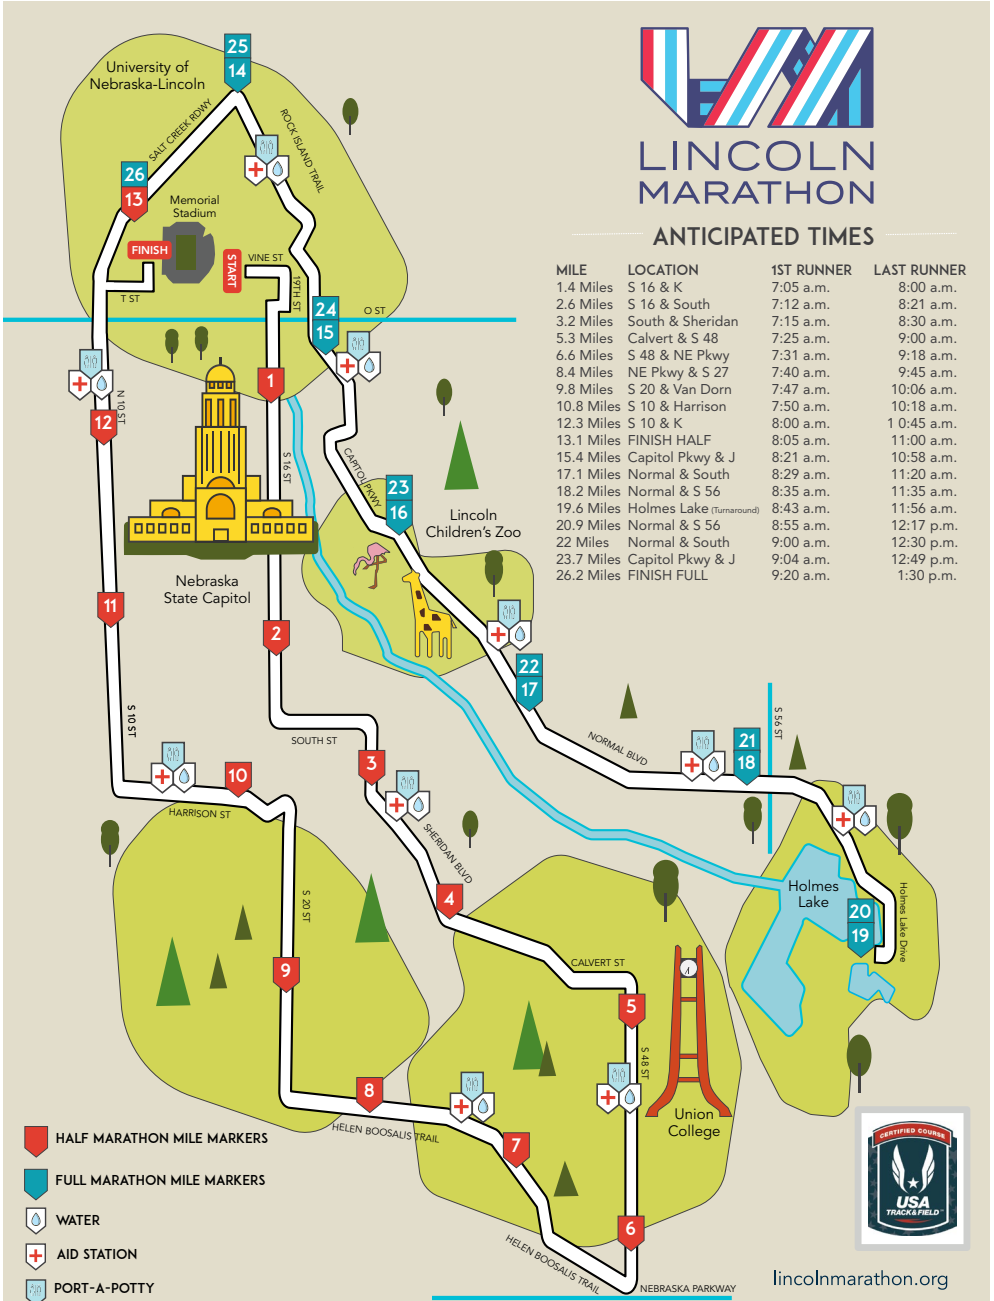 LINCOLN
MARATHON
ANTICIPATED TIMES
MILE LOCATION 1ST RUNNER LAST RUNNER
1.4 Miles S 16 & K 7:05 a.m. 8:00 a.m.
2.6 Miles S 16 & South 7:12 a.m. 8:21 a.m.
3.2 Miles South & Sheridan 7:15 a.m. 8:30 a.m.
5.3 Miles Calvert & S 48 7:25 a.m. 9:00 a.m.
6.6 Miles S 48 & NE Pkwy 7:31 a.m. 9:18 a.m.
8.4 Miles NE Pkwy & S 27 7:40 a.m. 9:45 a.m.
9.8 Miles S 20 & Van Dorn 7:47 a.m. 10:06 a.m.
10.8 Miles S 10 & Harrison 7:50 a.m. 10:18 a.m.
12.3 Miles S 10 & K 8:00 a.m. 1 0:45 a.m.
13.1 Miles FINISH HALF 8:05 a.m. 11:00 a.m.
15.4 Miles Capitol Pkwy & J 8:21 a.m. 10:58 a.m.
17.1 Miles Normal & South 8:29 a.m. 11:20 a.m.
18.2 Miles Normal & S 56 8:35 a.m. 11:35 a.m.
19.6 Miles Holmes Lake (Turnaround) 8:43 a.m. 11:56 a.m.
20.9 Miles Normal & S 56 8:55 a.m. 12:17 p.m.
22 Miles Normal & South 9:00 a.m. 12:30 p.m.
23.7 Miles Capitol Pkwy & J 9:04 a.m. 12:49 p.m.
26.2 Miles FINISH FULL 9:20 a.m. 1:30 p.m.
25
14
University of
Nebraska-Lincoln
SALT CREEK RDWY
ROCK ISLAND TRAIL
26
13
Memorial
Stadium
FINISH
START
VINE ST
19TH ST
T ST
O ST
24
15
1
N 10 ST
12
S 16 ST
CAPITOL PKWY
23
16
Lincoln
Children's Zoo
Nebraska
State Capitol
11
2
22
17
S 10 ST
SOUTH ST
NORMAL BLVD
S 56 ST
21
18
3
10
HARRISON ST
SHERIDAN BLVD
4
S 20 ST
Holmes
Lake
Holmes Lake Drive
20
19
CALVERT ST
9
5
S 48 ST
8
HELEN BOOSALIS TRAIL
7
Union
College
6
HELEN BOOSALIS TRAIL
NEBRASKA PARKWAY
HALF MARATHON MILE MARKERS
FULL MARATHON MILE MARKERS
WATER
AID STATION
PORT-A-POTTY
CERTIFIED COURSE
USA
TRACK & FIELD
lincolnmarathon.org